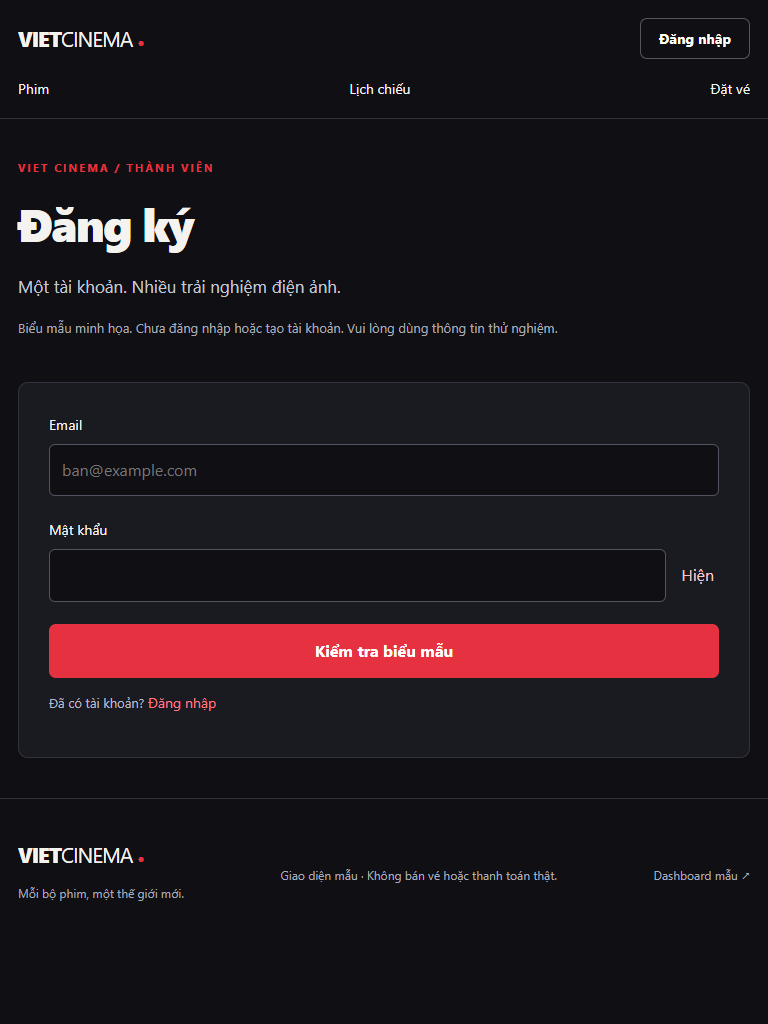 VIETCINEMA
Đăng nhập
Phim
Lịch chiếu
Đặt vé
VIET CINEMA / THÀNH VIÊN
Đăng ký
Một tài khoản. Nhiều trải nghiệm điện ảnh.
Biểu mẫu minh họa. Chưa đăng nhập hoặc tạo tài khoản. Vui lòng dùng thông tin thử nghiệm.
Email
ban@example.com
Mật khẩu
Hiện
Kiểm tra biểu mẫu
Đã có tài khoản? Đăng nhập
VIETCINEMA
Mỗi bộ phim, một thế giới mới.
Giao diện mẫu · Không bán vé hoặc thanh toán thật.
Dashboard mẫu ↗